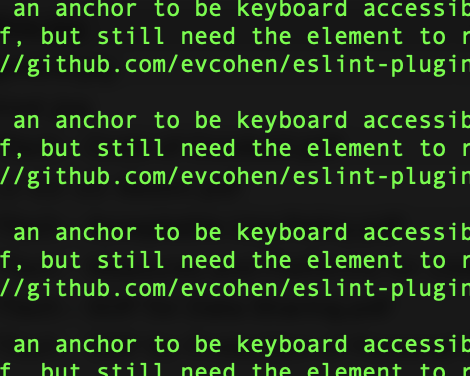 an anchor to be keyboard accessib
f, but still need the element to r
//github.com/evcohen/eslint-plugin
an anchor to be keyboard accessib
f, but still need the element to r
//github.com/evcohen/eslint-plugin
an anchor to be keyboard accessib
f, but still need the element to r
//github.com/evcohen/eslint-plugin
an anchor to be keyboard accessib
f, but still need the element to r